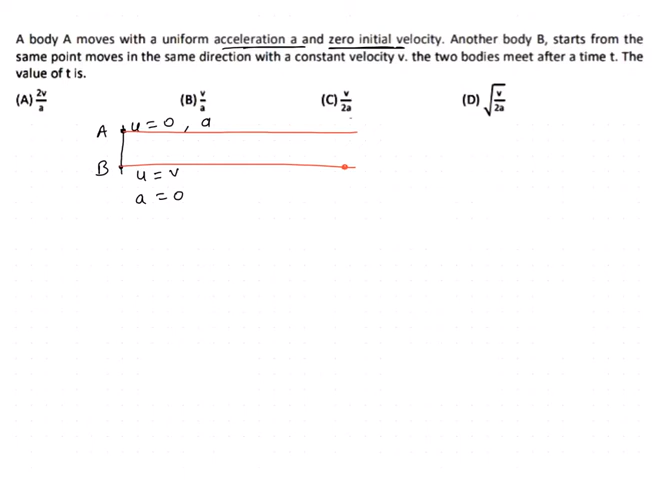 A body A moves with a uniform acceleration a and zero initial velocity. Another body B, starts from the
same point moves in the same direction with a constant velocity v. the two bodies meet after a time t. The
value of t is.
(A) 2v/a (B) v/a (C) v/2a (D) √(v/2a)
A u = 0 , a
B u = v
a = 0